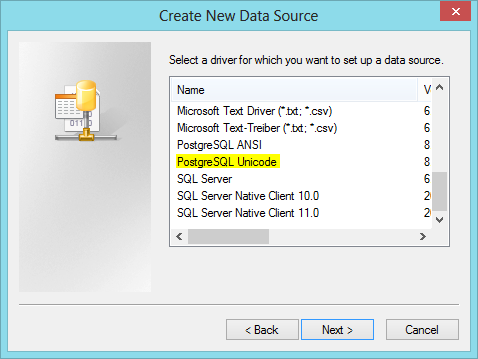 Create New Data Source
Select a driver for which you want to set up a data source.
Name V
Microsoft Text Driver (*.txt; *.csv) 6
Microsoft Text-Treiber (*.txt; *.csv) 6
PostgreSQL ANSI 8
PostgreSQL Unicode 8
SQL Server 6
SQL Server Native Client 10.0 20
SQL Server Native Client 11.0 20
< Back Next > Cancel